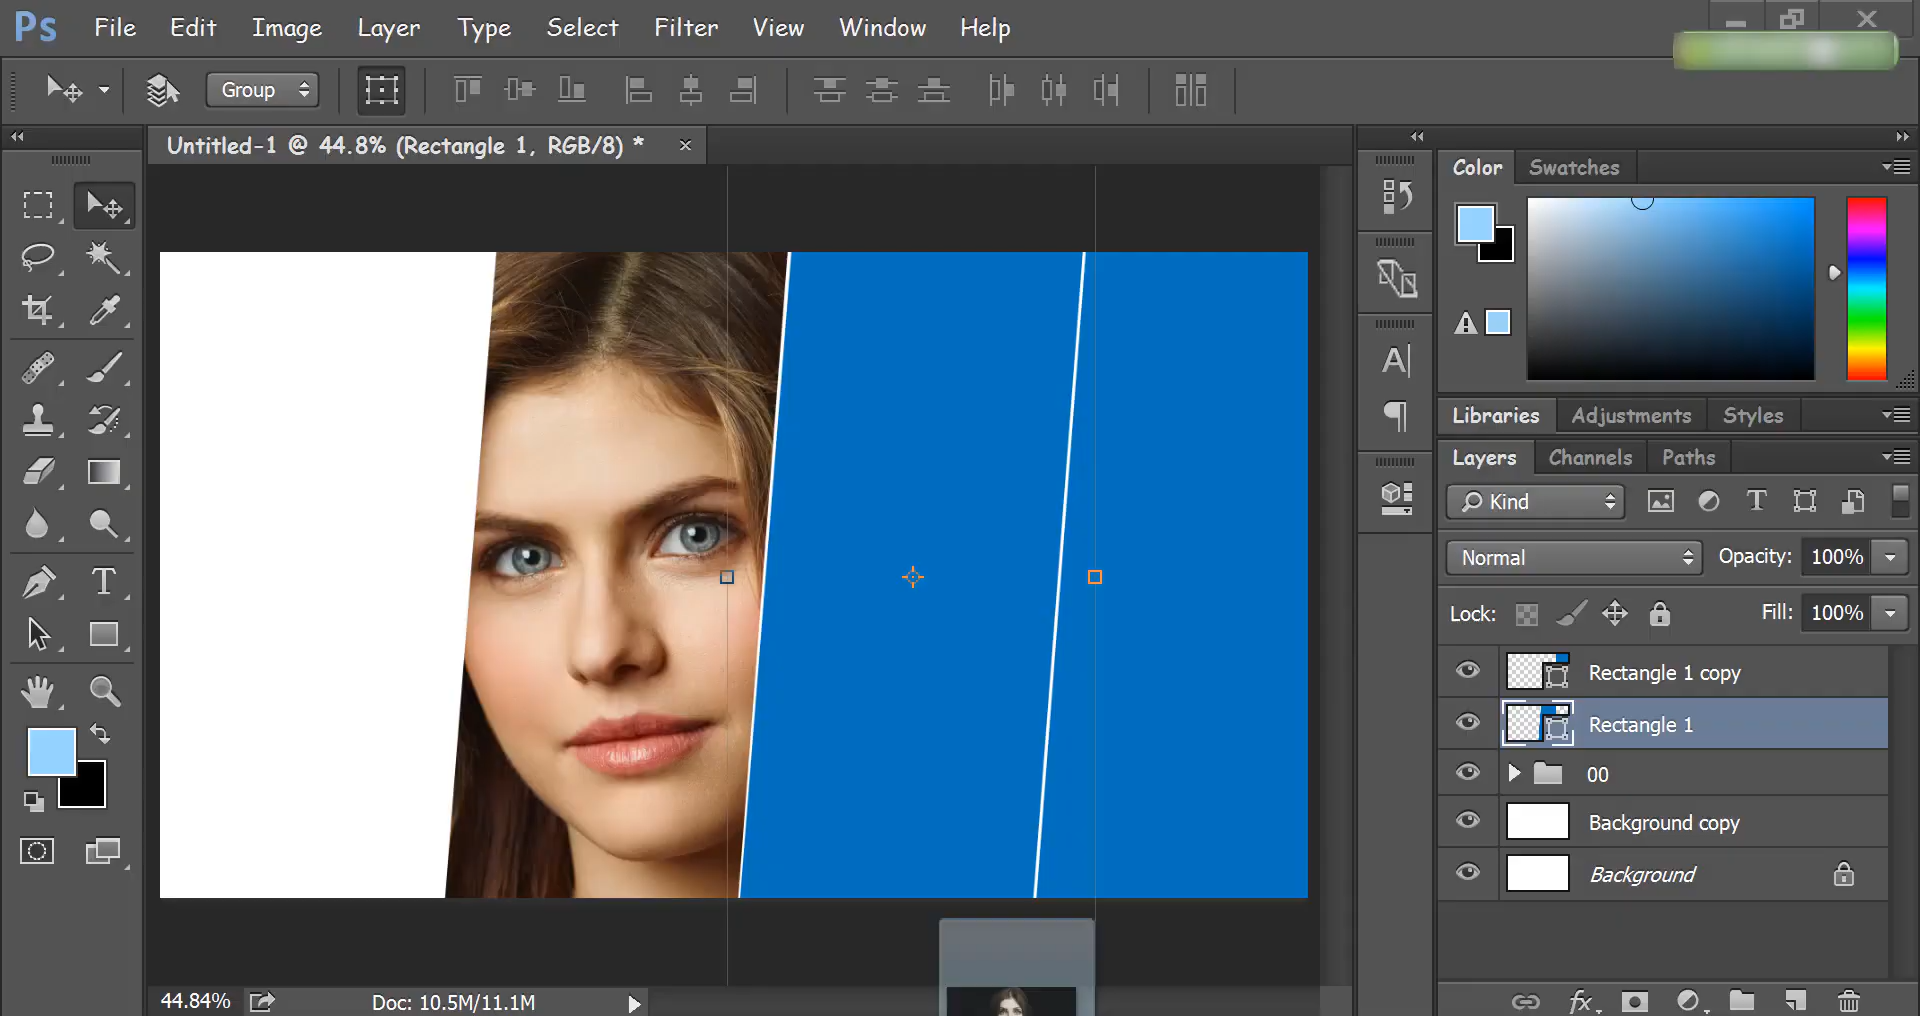 Ps File Edit Image Layer Type Select Filter View Window Help
Group
Untitled-1 @ 44.8% (Rectangle 1, RGB/8) *
Color Swatches
Libraries Adjustments Styles
Layers Channels Paths
Kind
Normal Opacity: 100%
Lock: Fill: 100%
Rectangle 1 copy
Rectangle 1
00
Background copy
Background
44.84% Doc: 10.5M/11.1M